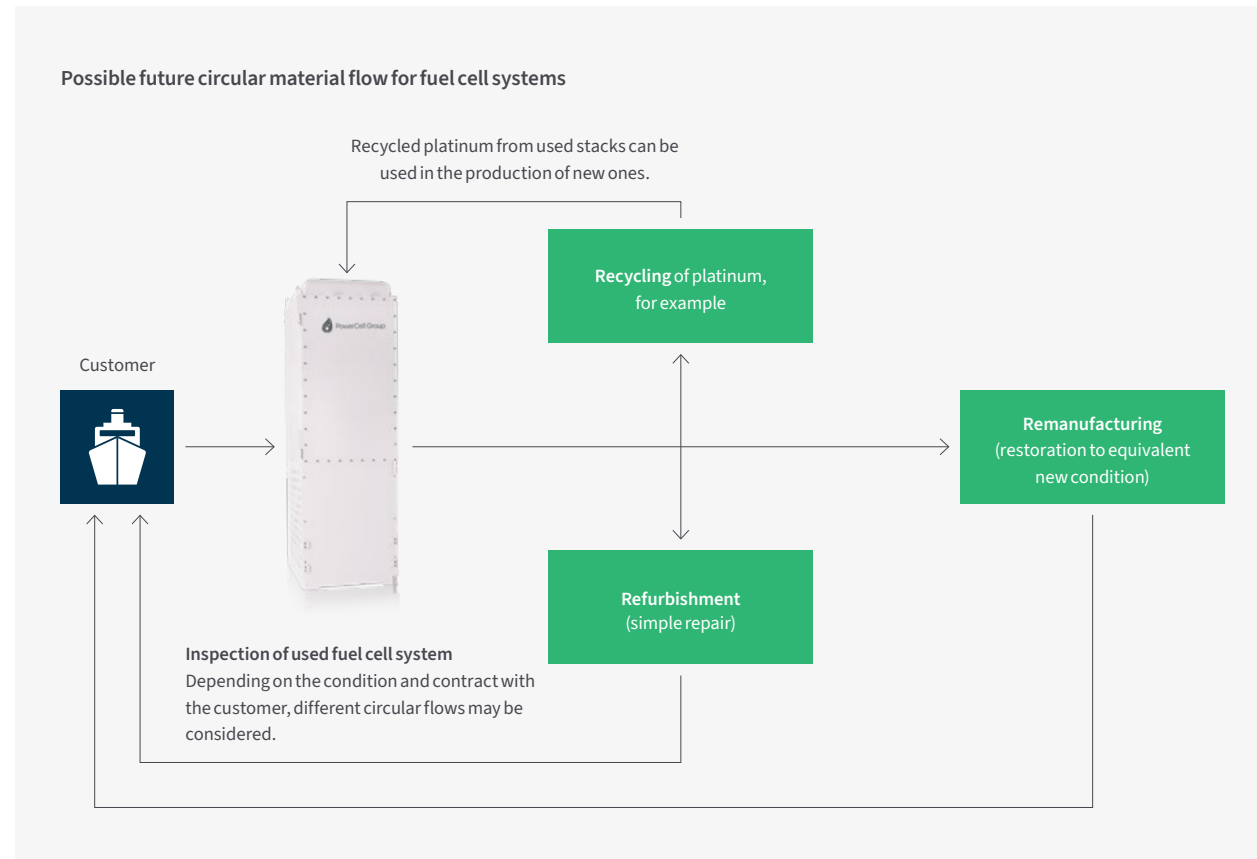 Possible future circular material flow for fuel cell systems
Recycled platinum from used stacks can be
used in the production of new ones.
Recycling of platinum,
for example
PowerCell Group
Customer
Remanufacturing
(restoration to equivalent
new condition)
Refurbishment
(simple repair)
Inspection of used fuel cell system
Depending on the condition and contract with
the customer, different circular flows may be
considered.